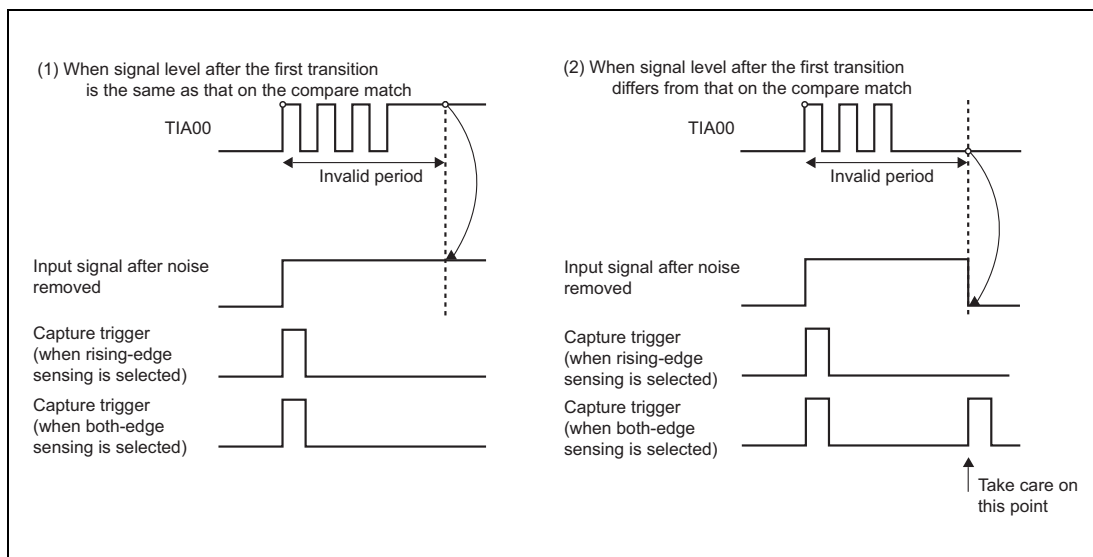 (1) When signal level after the first transition
is the same as that on the compare match
TIA00
Invalid period
Input signal after noise
removed
Capture trigger
(when rising-edge
sensing is selected)
Capture trigger
(when both-edge
sensing is selected)
(2) When signal level after the first transition
differs from that on the compare match
TIA00
Invalid period
Input signal after noise
removed
Capture trigger
(when rising-edge
sensing is selected)
Capture trigger
(when both-edge
sensing is selected)
Take care on
this point